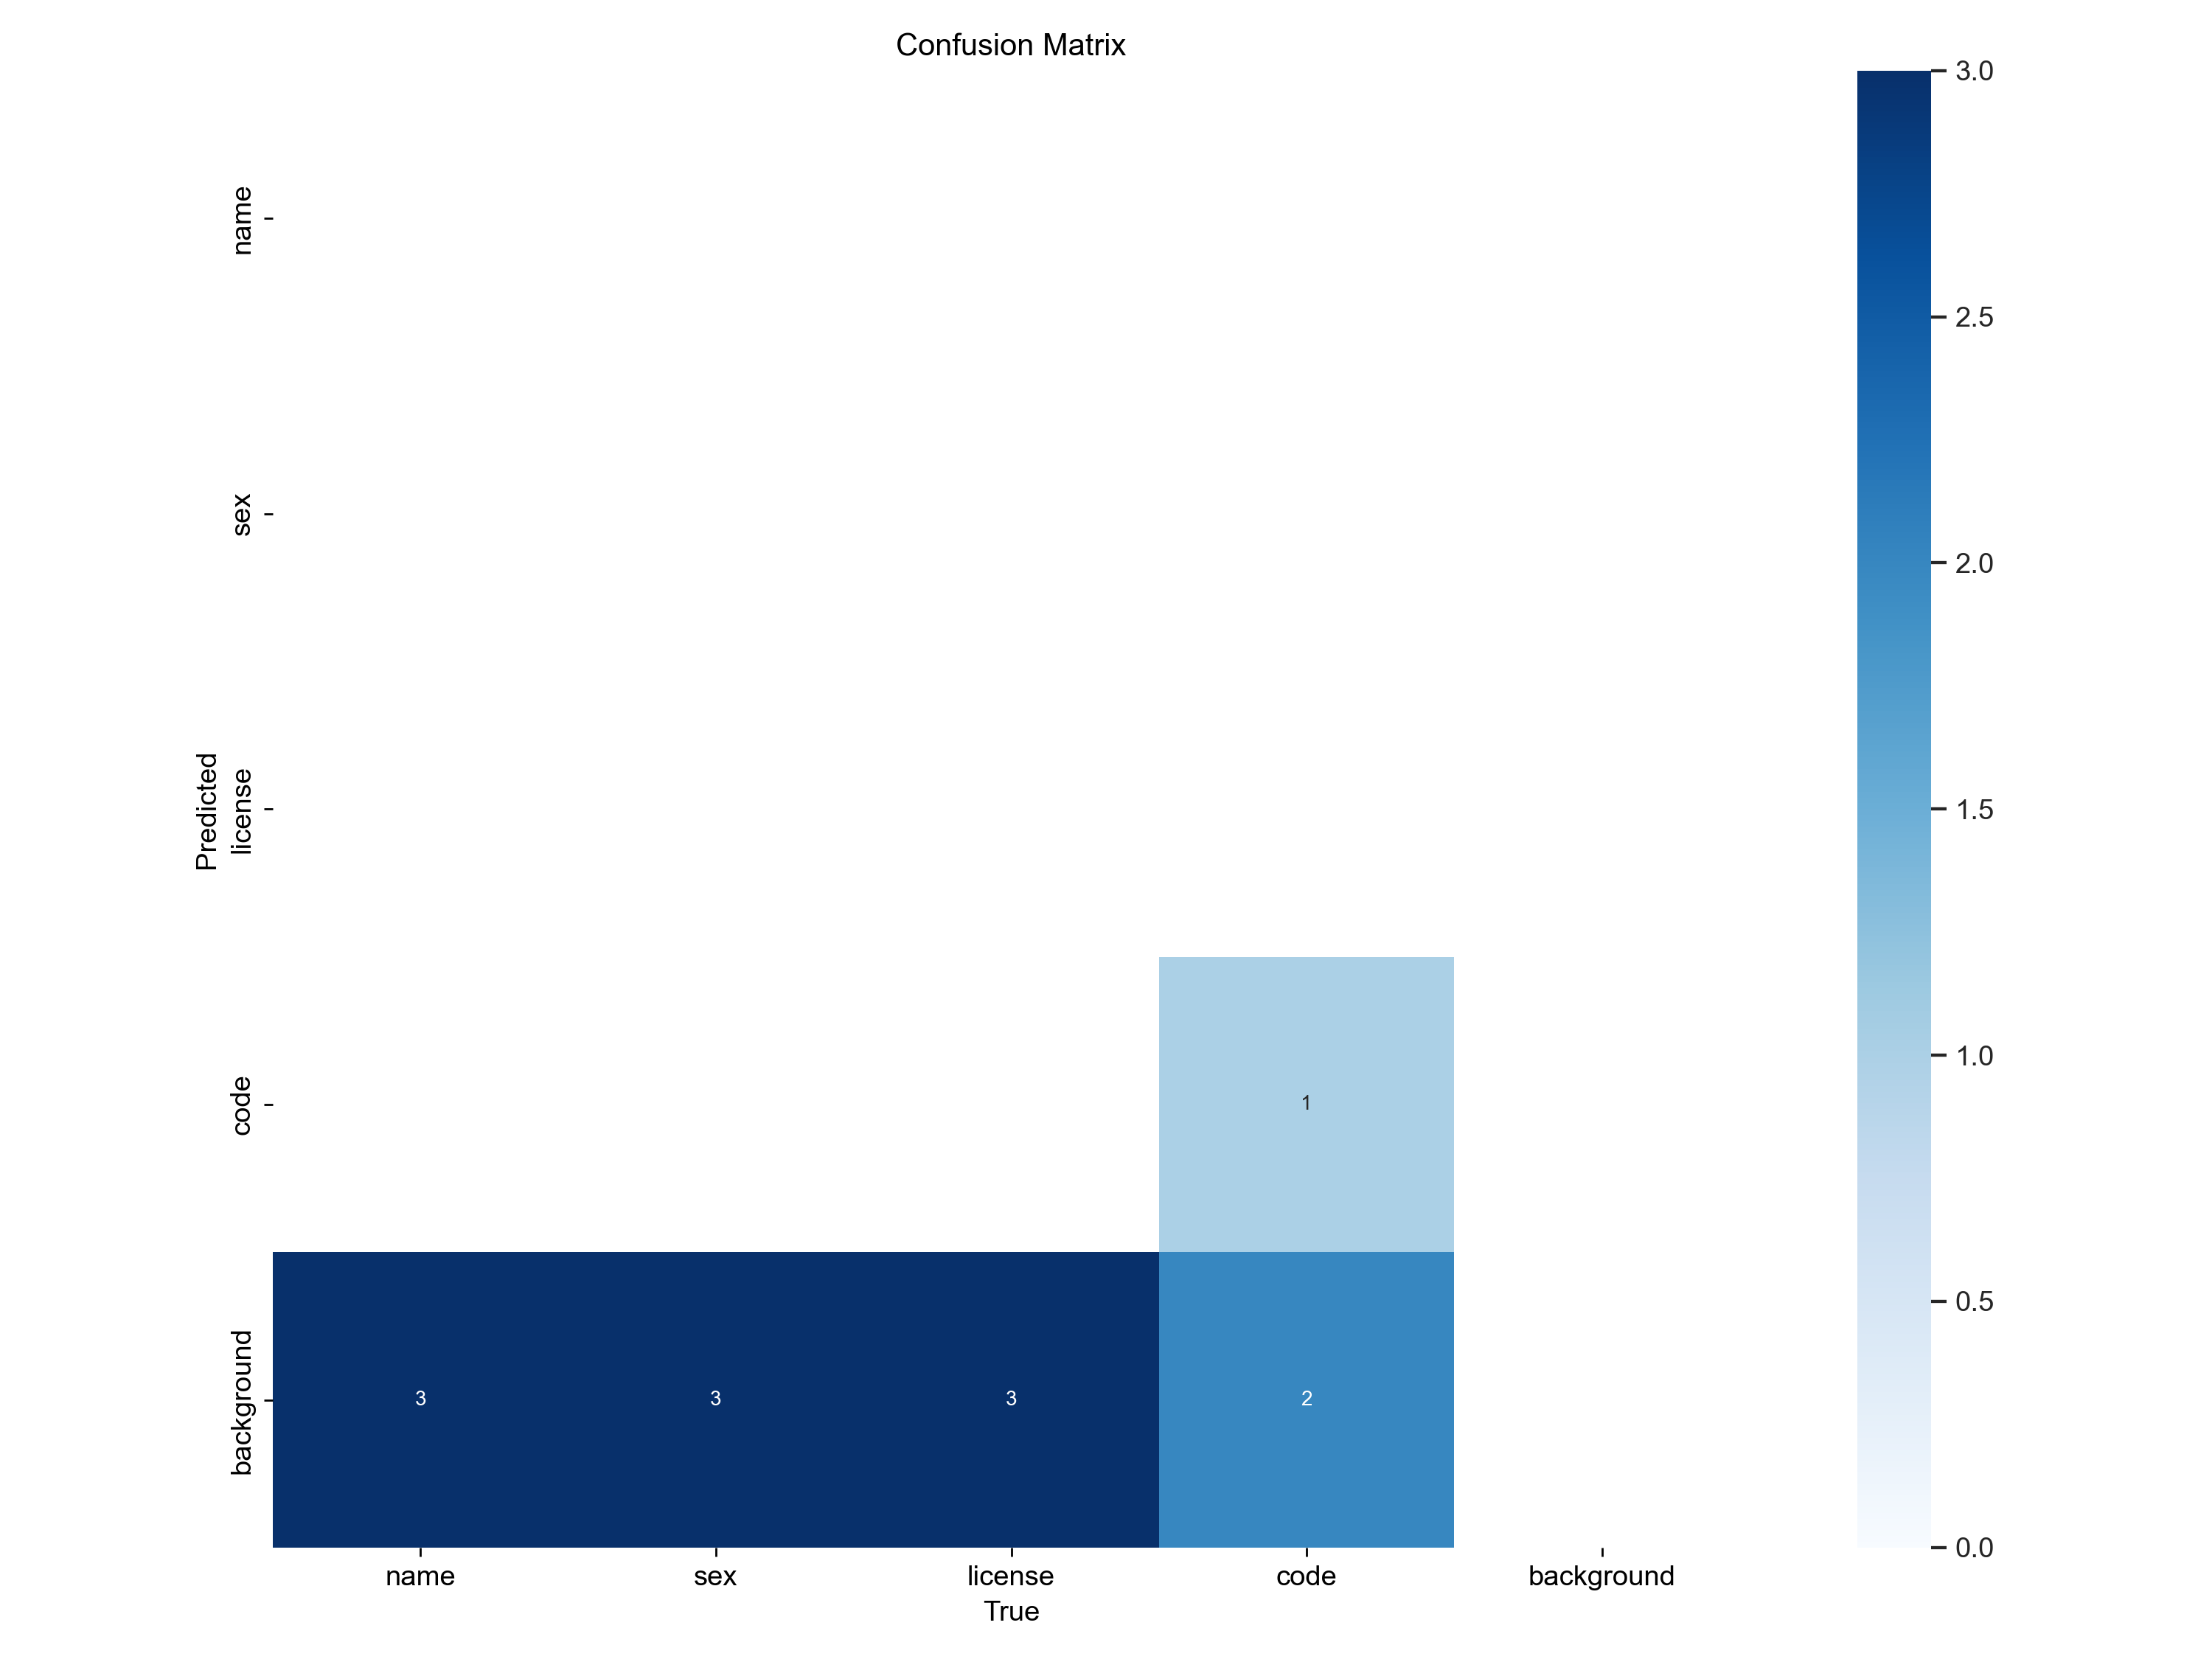 Confusion Matrix
name
sex
license
code
background
Predicted
1
3 3 3 2
name sex license code background
True
3.0
2.5
2.0
1.5
1.0
0.5
0.0